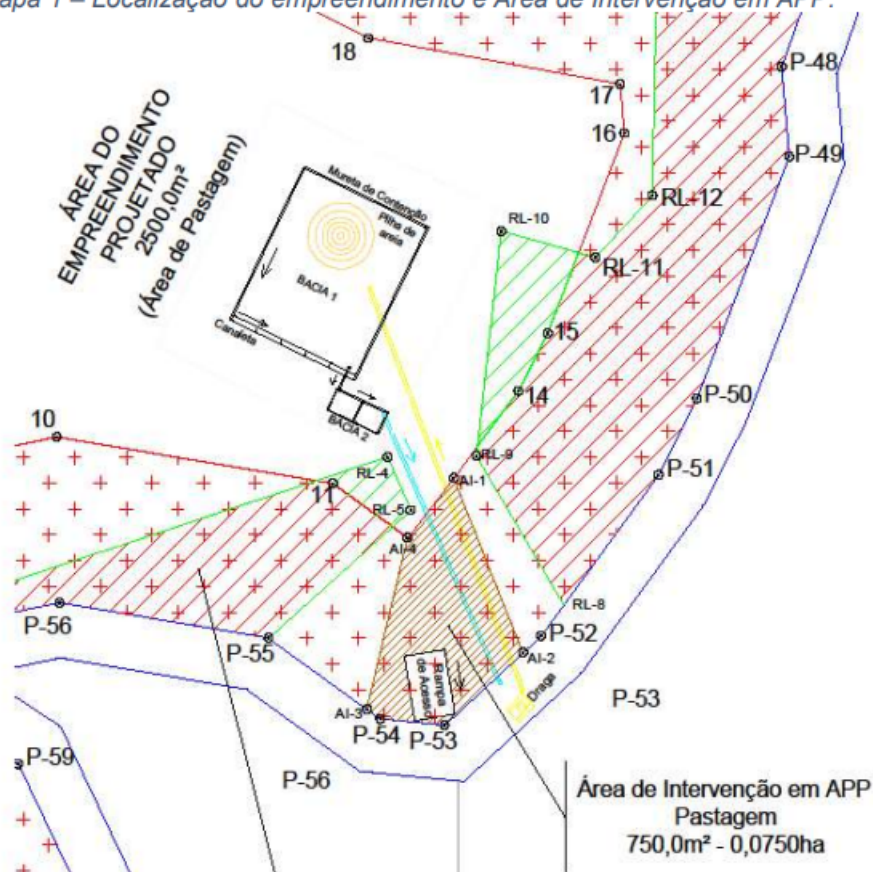 apa 1 – Localização do empreendimento e Área de Intervenção em APP.
18
P-48
17
16
P-49
ÁREA DO
EMPREENDIMENTO
PROJETADO
2500,0m²
(Área de Pastagem)
Mureta de Contenção
Pilha de
areia
BACIA 1
Canaleta
BACIA 2
RL-12
RL-10
RL-11
15
14
P-50
10
RL-9
RL-4
AI-1
P-51
11
RL-5
AI-4
RL-8
P-56
P-52
P-55
AI-2
Rampa
de Acesso
Draga
P-53
AI-3
P-54
P-53
P-59
P-56
Área de Intervenção em APP
Pastagem
750,0m² - 0,0750ha